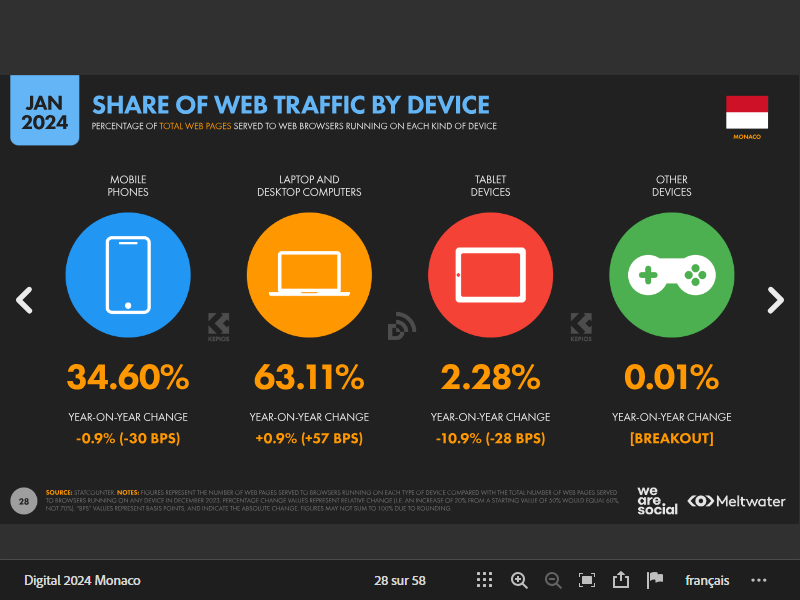 JAN
2024
SHARE OF WEB TRAFFIC BY DEVICE
PERCENTAGE OF TOTAL WEB PAGES SERVED TO WEB BROWSERS RUNNING ON EACH KIND OF DEVICE
MONACO
MOBILE
PHONES
LAPTOP AND
DESKTOP COMPUTERS
TABLET
DEVICES
OTHER
DEVICES
KEPIOS
KEPIOS
34.60%
63.11%
2.28%
0.01%
YEAR-ON-YEAR CHANGE
YEAR-ON-YEAR CHANGE
YEAR-ON-YEAR CHANGE
YEAR-ON-YEAR CHANGE
-0.9% (-30 BPS)
+0.9% (+57 BPS)
-10.9% (-28 BPS)
[BREAKOUT]
28
SOURCE: STATCOUNTER. NOTES: FIGURES REPRESENT THE NUMBER OF WEB PAGES SERVED TO BROWSERS RUNNING ON EACH TYPE OF DEVICE COMPARED WITH THE TOTAL NUMBER OF WEB PAGES SERVED
TO BROWSERS RUNNING ON ANY DEVICE IN DECEMBER 2023. PERCENTAGE CHANGE VALUES REPRESENT RELATIVE CHANGE (I.E. AN INCREASE OF 20% FROM A STARTING VALUE OF 50% WOULD EQUAL 60%,
NOT 70%). "BPS" VALUES REPRESENT BASIS POINTS, AND INDICATE THE ABSOLUTE CHANGE. FIGURES MAY NOT SUM TO 100% DUE TO ROUNDING.
we
are.
social
Meltwater
Digital 2024 Monaco
28 sur 58
français